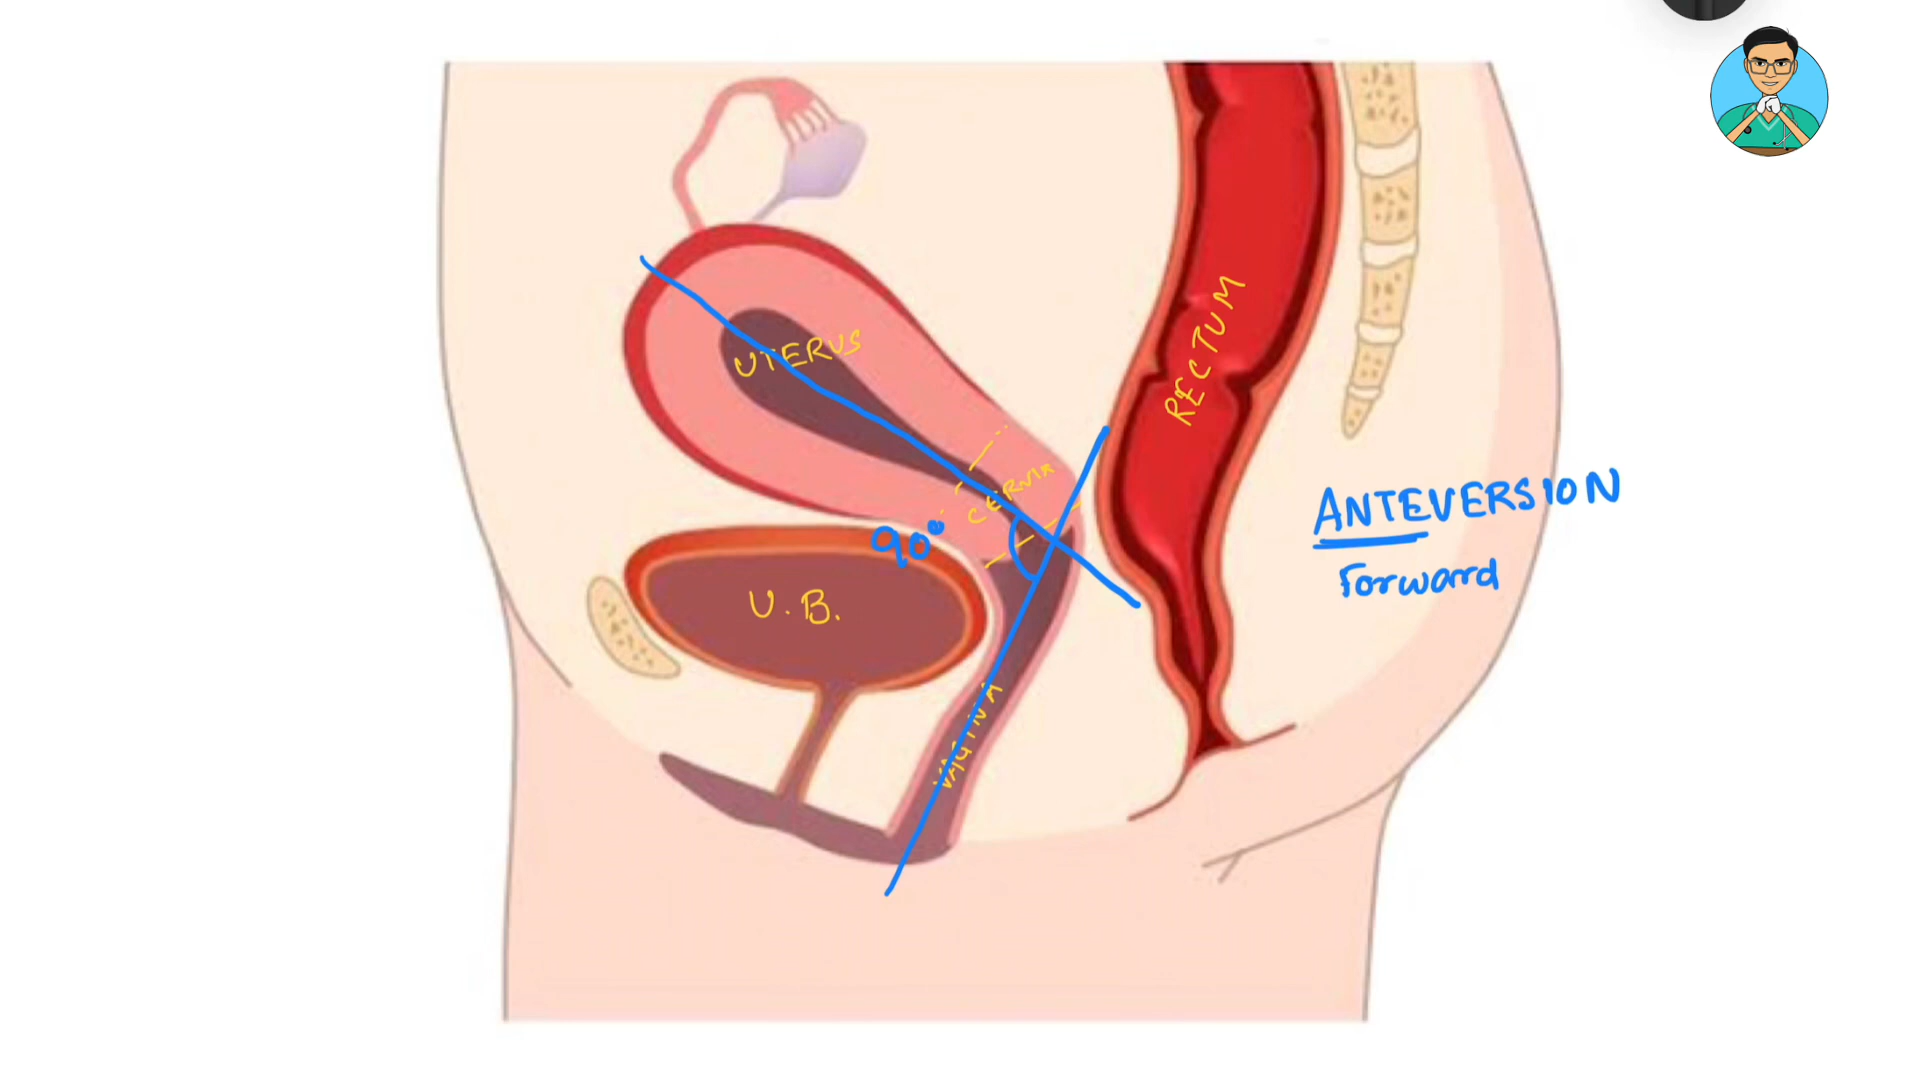 UTERUS
RECTUM
CERVIX
90°
ANTEVERSION
Forward
U.B.
VAGINA